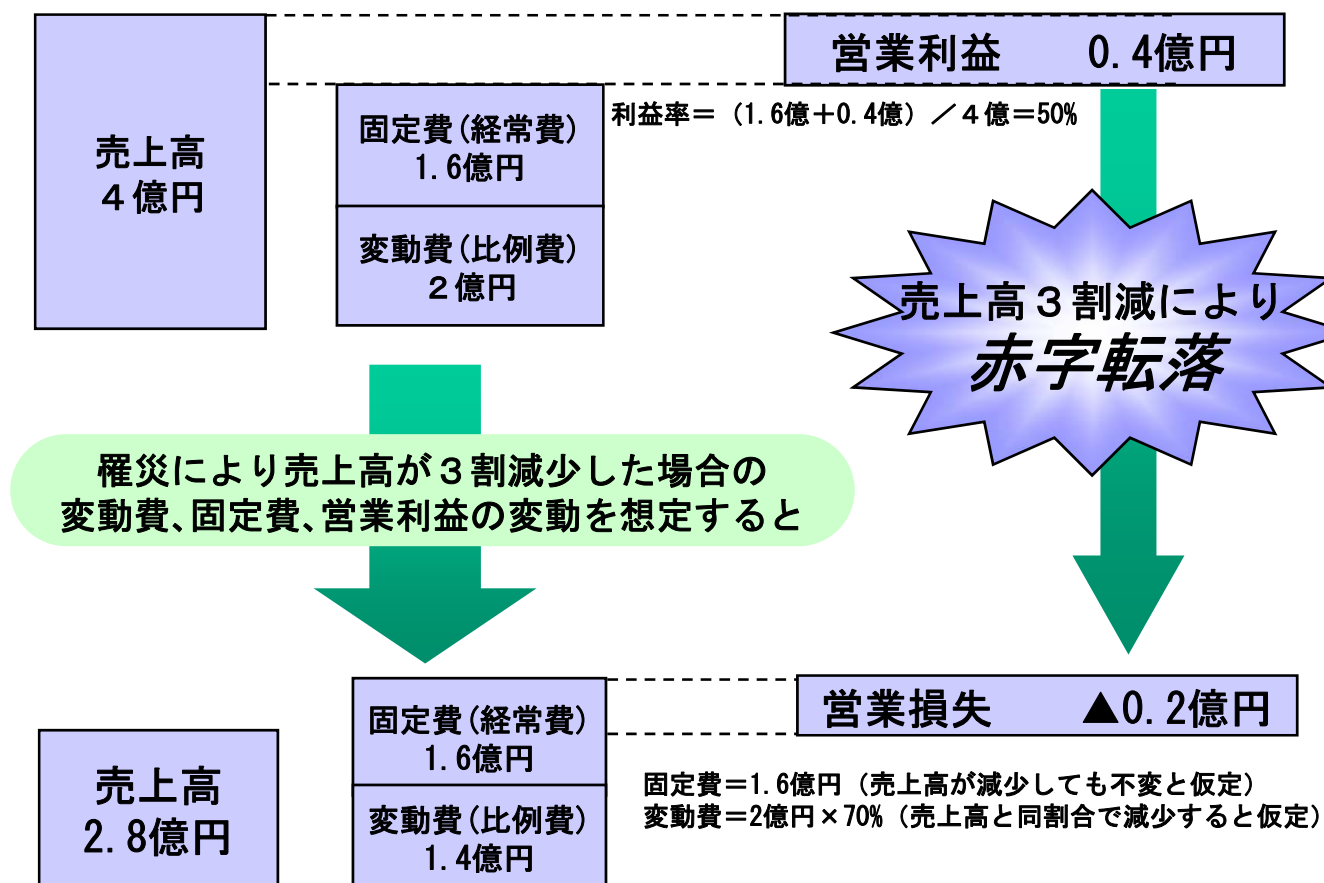 売上高
４億円
固定費(経常費)
1.6億円
変動費(比例費)
２億円
営業利益　　0.4億円
利益率＝（1.6億＋0.4億）／４億＝50%
売上高３割減により
赤字転落
罹災により売上高が３割減少した場合の
変動費、固定費、営業利益の変動を想定すると
売上高
2.8億円
固定費(経常費)
1.6億円
変動費(比例費)
1.4億円
営業損失　　▲0.2億円
固定費＝1.6億円（売上高が減少しても不変と仮定）
変動費＝2億円×70%（売上高と同割合で減少すると仮定）